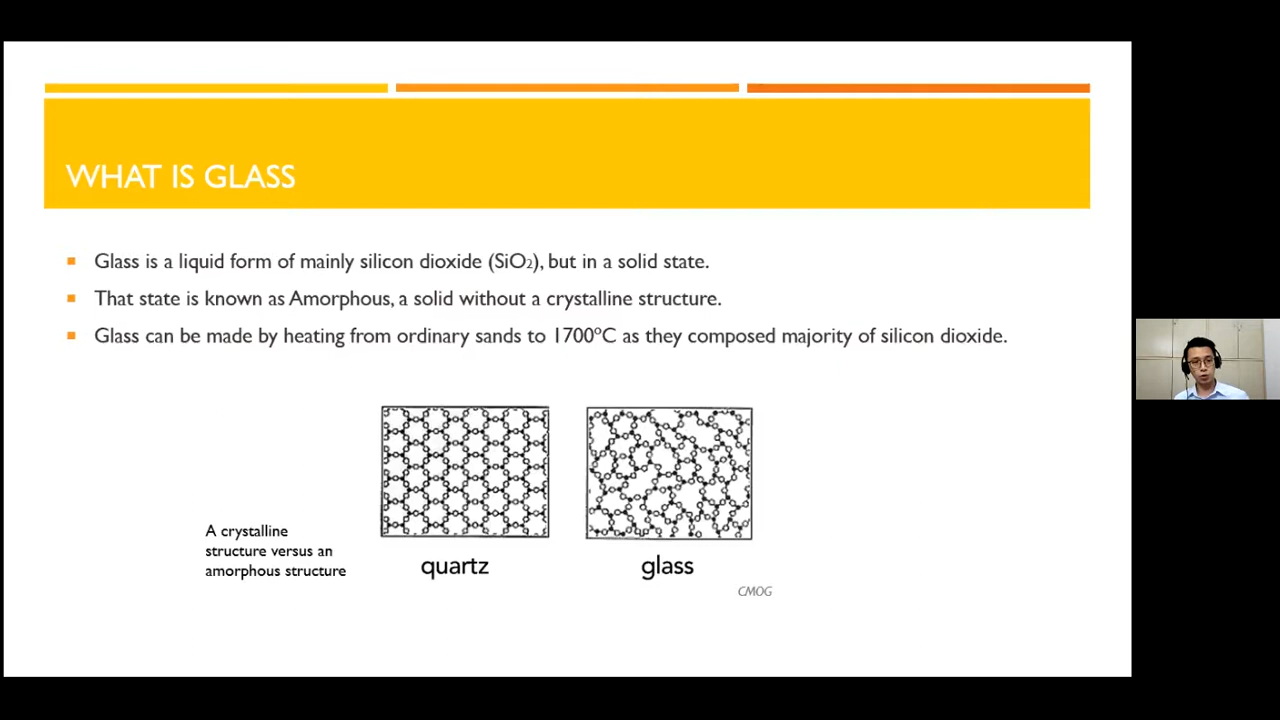 WHAT IS GLASS
Glass is a liquid form of mainly silicon dioxide (SiO₂), but in a solid state.
That state is known as Amorphous, a solid without a crystalline structure.
Glass can be made by heating from ordinary sands to 1700°C as they composed majority of silicon dioxide.
A crystalline
structure versus an
amorphous structure
quartz
glass
CMOG